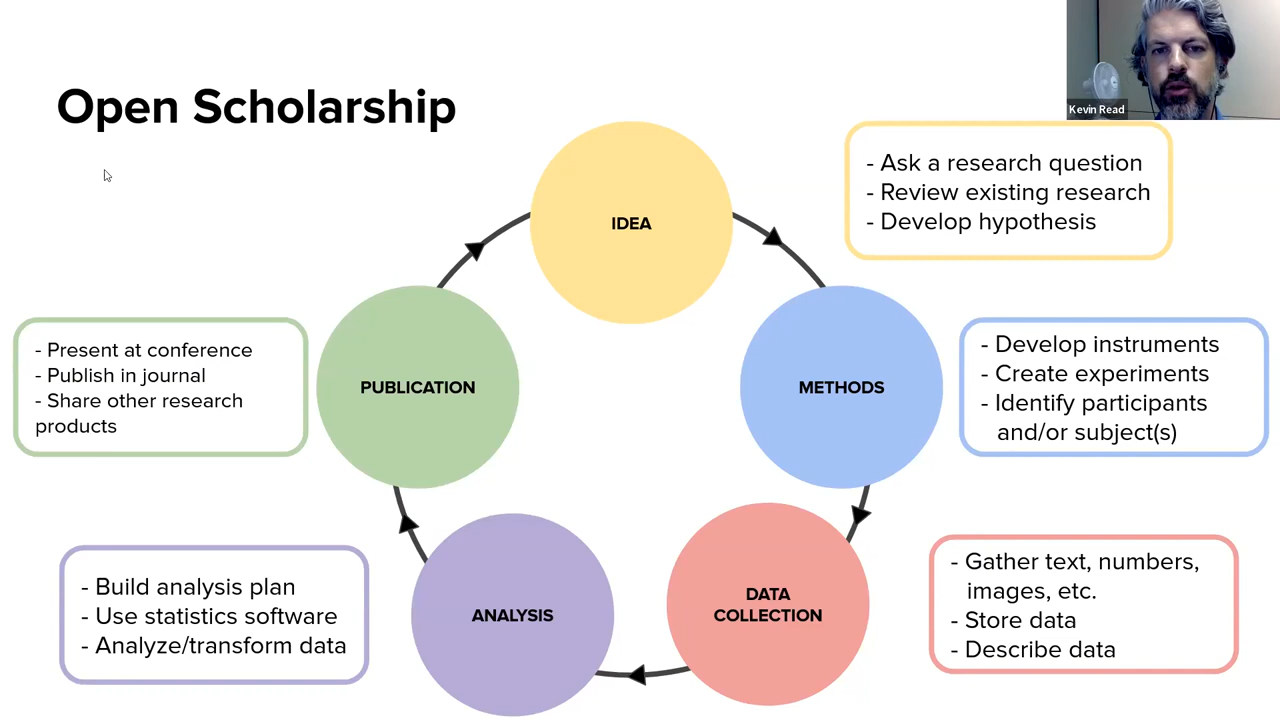 Open Scholarship
Kevin Read
IDEA
- Ask a research question
- Review existing research
- Develop hypothesis
METHODS
- Develop instruments
- Create experiments
- Identify participants
and/or subject(s)
DATA
COLLECTION
- Gather text, numbers,
images, etc.
- Store data
- Describe data
ANALYSIS
- Build analysis plan
- Use statistics software
- Analyze/transform data
PUBLICATION
- Present at conference
- Publish in journal
- Share other research
products